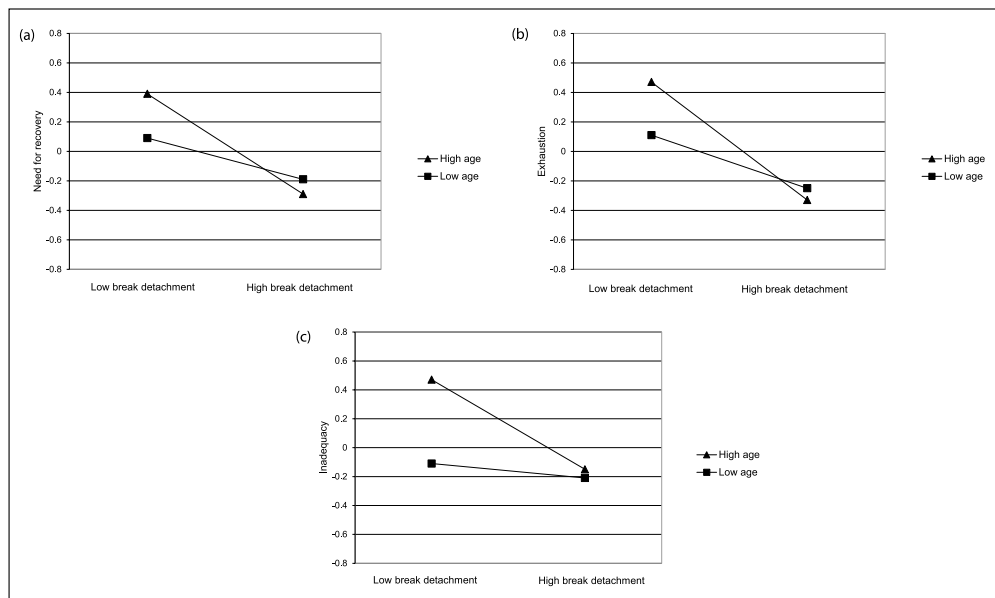 (a)
0.8
0.6
0.4
0.2
0
-0.2
-0.4
-0.6
-0.8
Need for recovery
Low break detachment
High break detachment
High age
Low age
(b)
0.8
0.6
0.4
0.2
0
-0.2
-0.4
-0.6
-0.8
Exhaustion
Low break detachment
High break detachment
High age
Low age
(c)
0.8
0.6
0.4
0.2
0
-0.2
-0.4
-0.6
-0.8
Inadequacy
Low break detachment
High break detachment
High age
Low age